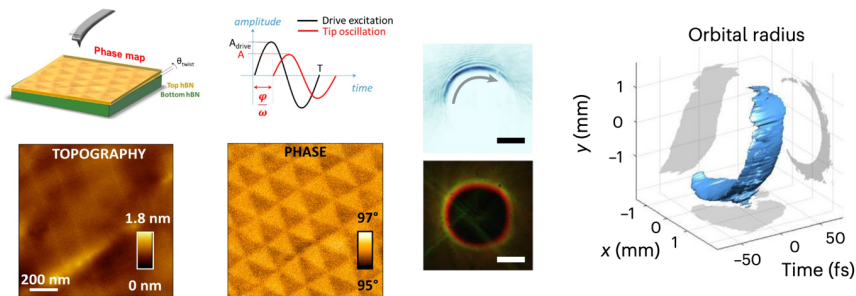 Phase map
θtwist
Top hBN
Bottom hBN
amplitude
Drive excitation
Tip oscillation
Adrive
A
T
time
φ
ω
TOPOGRAPHY
1.8 nm
0 nm
200 nm
PHASE
97°
95°
Orbital radius
y (mm)
1
0
−1
x (mm)
−1
0
1
Time (fs)
−50
0
50